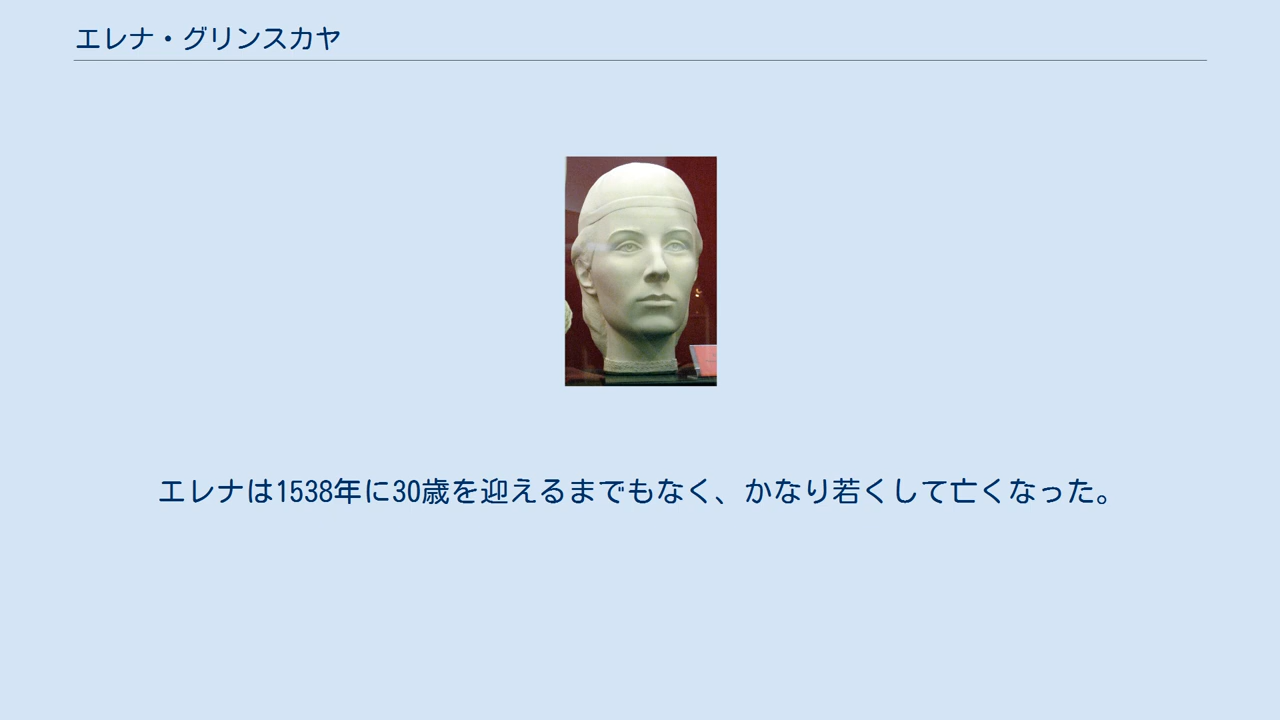 エレナ・グリンスカヤ
エレナは1538年に30歳を迎えるまでもなく、かなり若くして亡くなった。